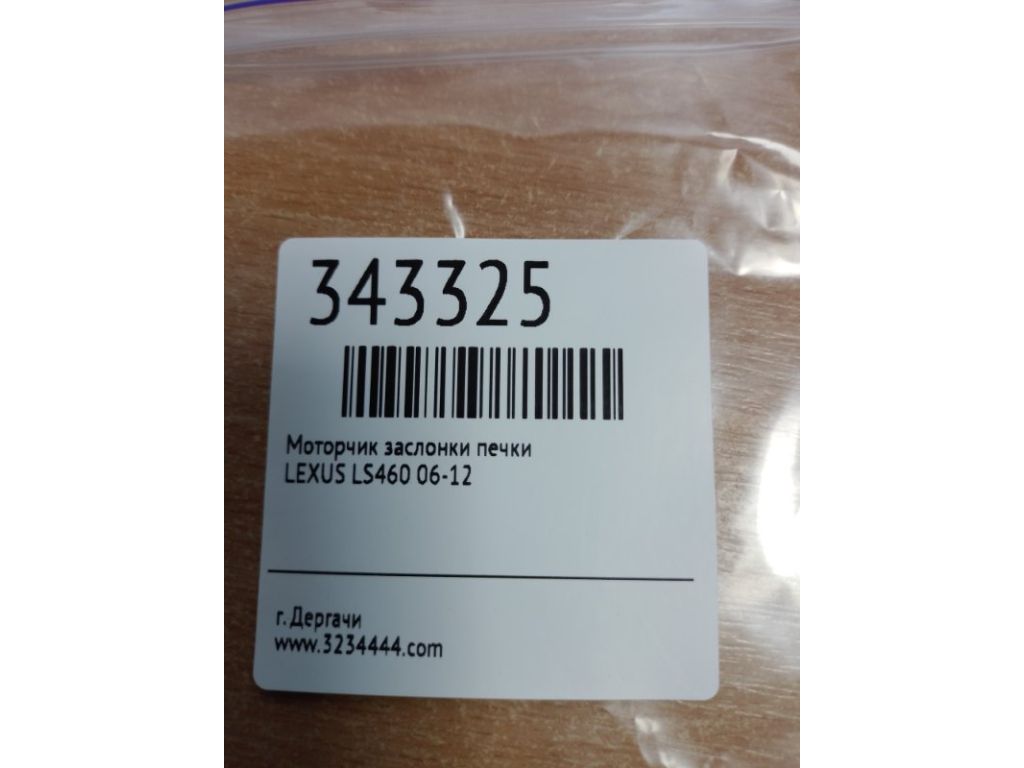 343325
Моторчик заслонки печки
LEXUS LS460 06-12
г. Дергачи
www.3234444.com